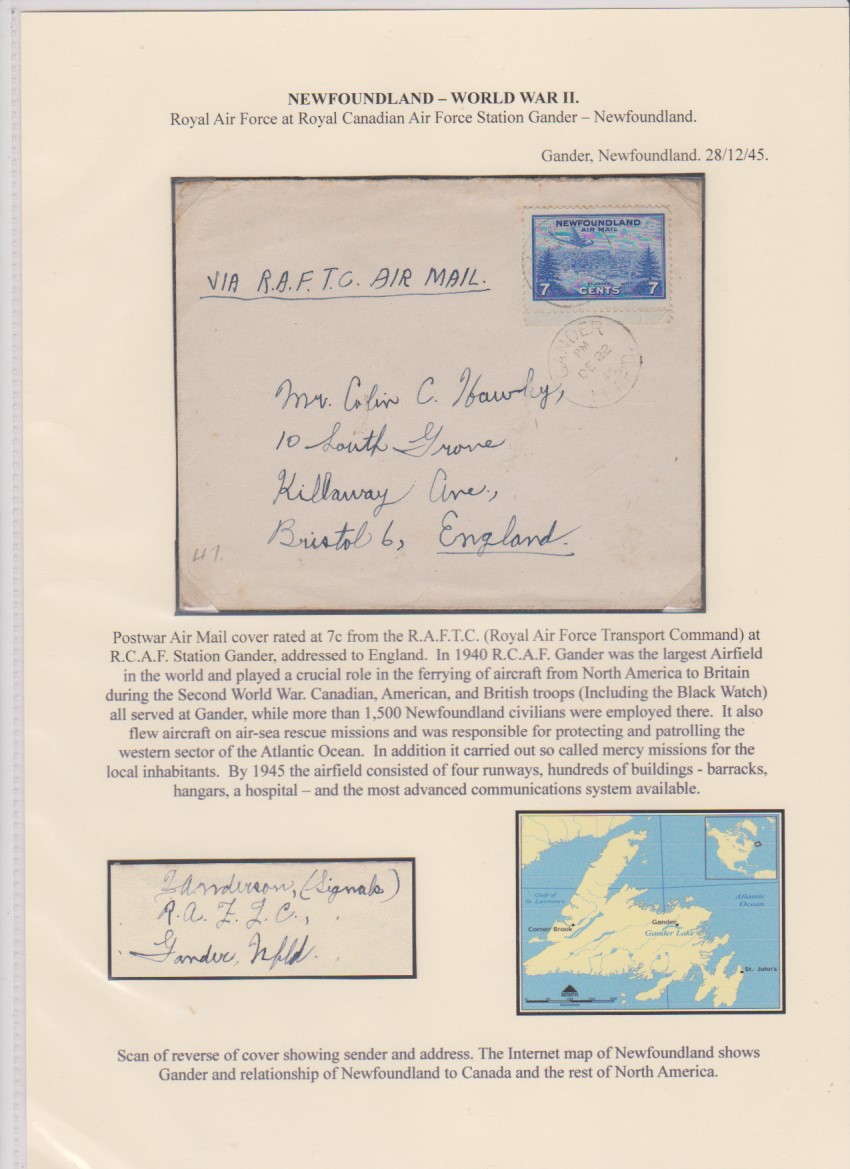 NEWFOUNDLAND – WORLD WAR II.
Royal Air Force at Royal Canadian Air Force Station Gander – Newfoundland.
Gander, Newfoundland. 28/12/45.
NEWFOUNDLAND
AIR MAIL
7 CENTS 7
VIA R.A.F.T.C. AIR MAIL.
GANDER
PM
DE 22
NFLD
Mr. Colin C. Hawley,
10 South Grove
Killaway Ave.,
Bristol 6, England.
47.
Postwar Air Mail cover rated at 7c from the R.A.F.T.C. (Royal Air Force Transport Command) at
R.C.A.F. Station Gander, addressed to England. In 1940 R.C.A.F. Gander was the largest Airfield
in the world and played a crucial role in the ferrying of aircraft from North America to Britain
during the Second World War. Canadian, American, and British troops (Including the Black Watch)
all served at Gander, while more than 1,500 Newfoundland civilians were employed there. It also
flew aircraft on air-sea rescue missions and was responsible for protecting and patrolling the
western sector of the Atlantic Ocean. In addition it carried out so called mercy missions for the
local inhabitants. By 1945 the airfield consisted of four runways, hundreds of buildings - barracks,
hangars, a hospital – and the most advanced communications system available.
Anderson, (Signals)
R.A.F.T.C.,
Gander, Nfld.
Gulf of
St. Lawrence
Atlantic
Ocean
Corner Brook
Gander
Gander Lake
St. John's
NORTH
Scan of reverse of cover showing sender and address. The Internet map of Newfoundland shows
Gander and relationship of Newfoundland to Canada and the rest of North America.